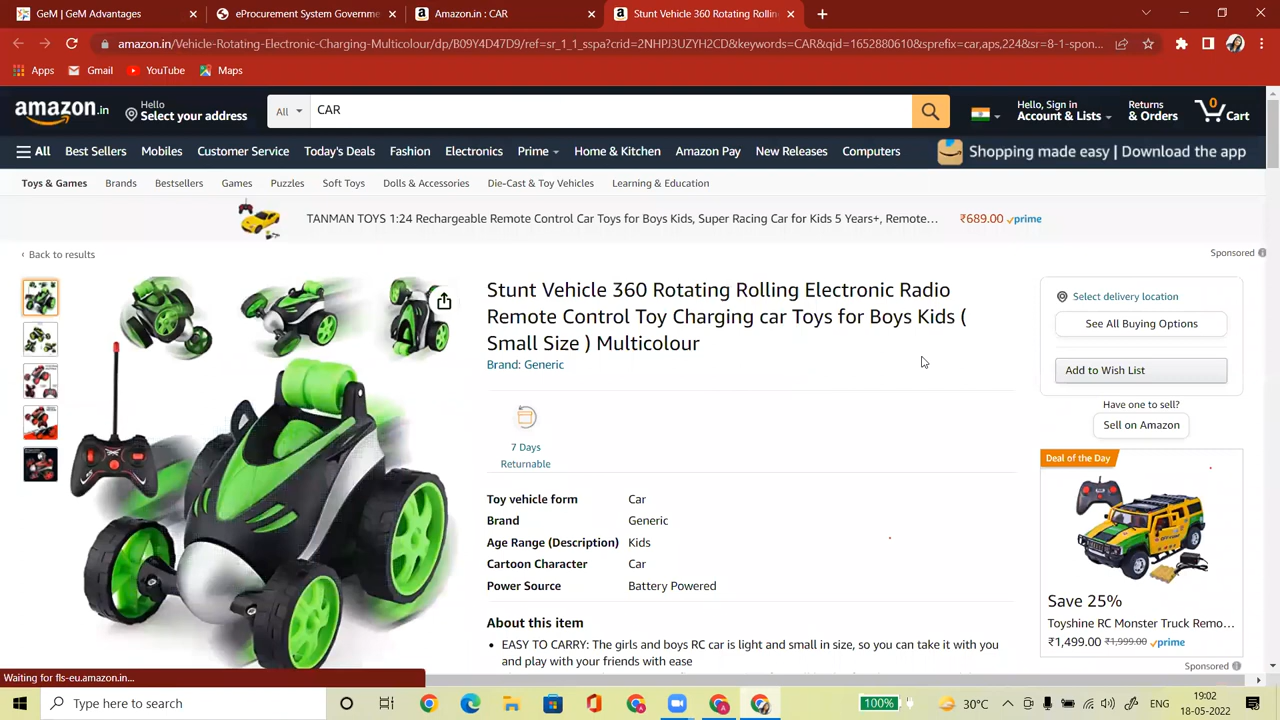 GeM | GeM Advantages
eProcurement System Governme
Amazon.in : CAR
Stunt Vehicle 360 Rotating Rolling
amazon.in/Vehicle-Rotating-Electronic-Charging-Multicolour/dp/B09Y4D47D9/ref=sr_1_1_sspa?crid=2NHPJ3UZYH2CD&keywords=CAR&qid=1652880610&sprefix=car,aps,224&sr=8-1-spon...
Apps Gmail YouTube Maps
amazon.in
Hello
Select your address
All CAR
Hello, Sign in
Account & Lists
Returns
& Orders
0
Cart
All Best Sellers Mobiles Customer Service Today's Deals Fashion Electronics Prime Home & Kitchen Amazon Pay New Releases Computers Shopping made easy | Download the app
Toys & Games Brands Bestsellers Games Puzzles Soft Toys Dolls & Accessories Die-Cast & Toy Vehicles Learning & Education
TANMAN TOYS 1:24 Rechargeable Remote Control Car Toys for Boys Kids, Super Racing Car for Kids 5 Years+, Remote... ₹689.00 prime
‹ Back to results
Sponsored
Stunt Vehicle 360 Rotating Rolling Electronic Radio
Remote Control Toy Charging car Toys for Boys Kids (
Small Size ) Multicolour
Brand: Generic
7 Days
Returnable
Toy vehicle form Car
Brand Generic
Age Range (Description) Kids
Cartoon Character Car
Power Source Battery Powered
About this item
• EASY TO CARRY: The girls and boys RC car is light and small in size, so you can take it with you
and play with your friends with ease
Select delivery location
See All Buying Options
Add to Wish List
Have one to sell?
Sell on Amazon
Deal of the Day
Save 25%
Toyshine RC Monster Truck Remo...
₹1,499.00 ₹1,999.00 prime
Sponsored
Waiting for fls-eu.amazon.in...
Type here to search
100%
30°C
ENG
19:02
18-05-2022